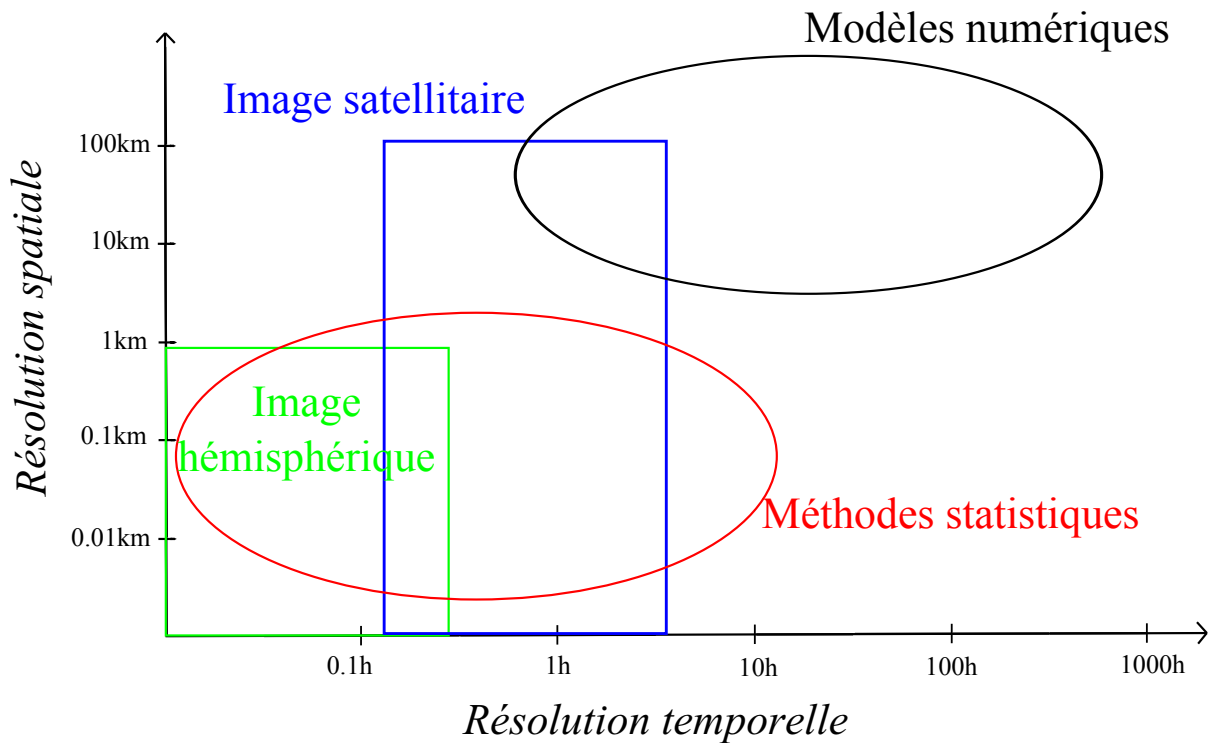 Modèles numériques
Image satellitaire
100km
10km
1km
0.1km
0.01km
Résolution spatiale
Image
hémisphérique
Méthodes statistiques
0.1h
1h
10h
100h
1000h
Résolution temporelle